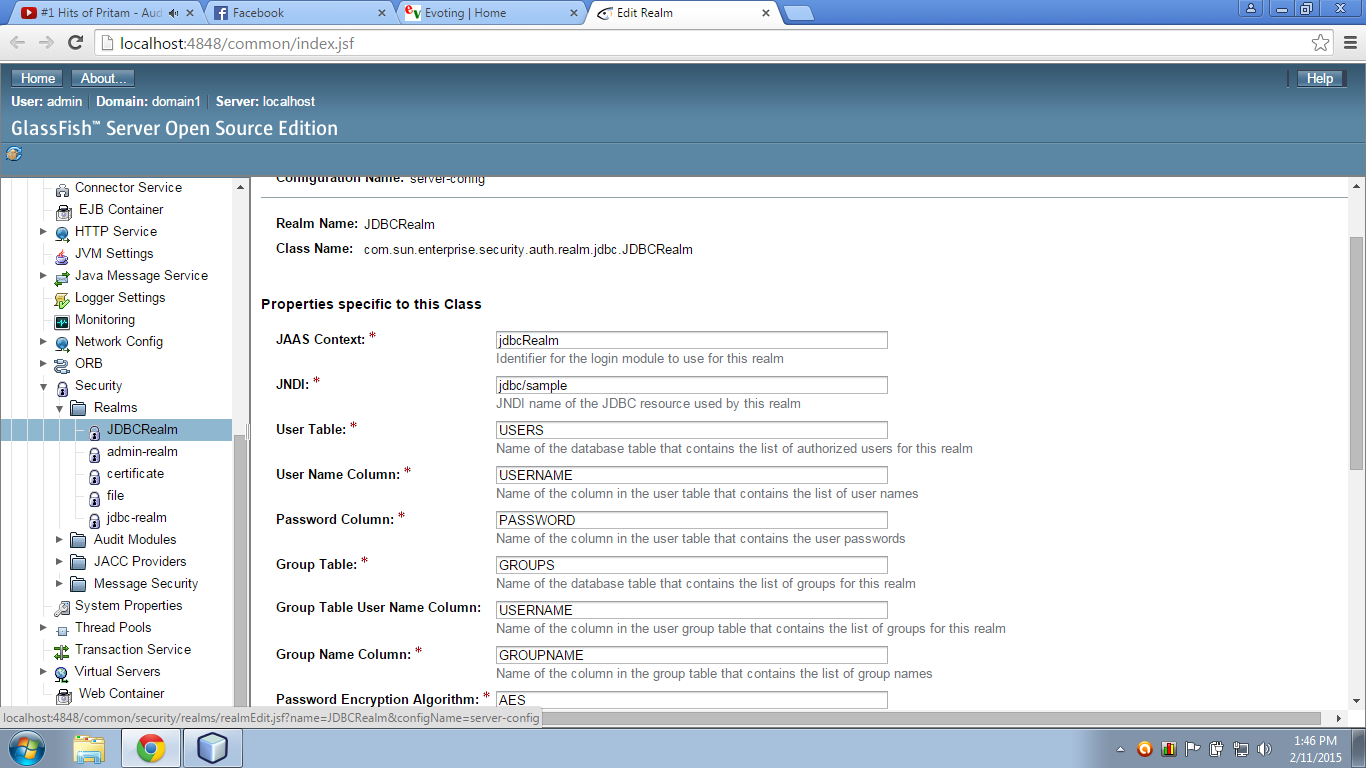 #1 Hits of Pritam - Aud
Facebook
Evoting | Home
Edit Realm
localhost:4848/common/index.jsf
Home
About...
Help
User: admin
Domain: domain1
Server: localhost
GlassFish™ Server Open Source Edition
Connector Service
EJB Container
HTTP Service
JVM Settings
Java Message Service
Logger Settings
Monitoring
Network Config
ORB
Security
Realms
JDBCRealm
admin-realm
certificate
file
jdbc-realm
Audit Modules
JACC Providers
Message Security
System Properties
Thread Pools
Transaction Service
Virtual Servers
Web Container
Configuration Name: server-config
Realm Name: JDBCRealm
Class Name: com.sun.enterprise.security.auth.realm.jdbc.JDBCRealm
Properties specific to this Class
JAAS Context: * jdbcRealm
Identifier for the login module to use for this realm
JNDI: * jdbc/sample
JNDI name of the JDBC resource used by this realm
User Table: * USERS
Name of the database table that contains the list of authorized users for this realm
User Name Column: * USERNAME
Name of the column in the user table that contains the list of user names
Password Column: * PASSWORD
Name of the column in the user table that contains the user passwords
Group Table: * GROUPS
Name of the database table that contains the list of groups for this realm
Group Table User Name Column: USERNAME
Name of the column in the user group table that contains the list of groups for this realm
Group Name Column: * GROUPNAME
Name of the column in the group table that contains the list of group names
Password Encryption Algorithm: * AES
localhost:4848/common/security/realms/realmEdit.jsf?name=JDBCRealm&configName=server-config
1:46 PM
2/11/2015